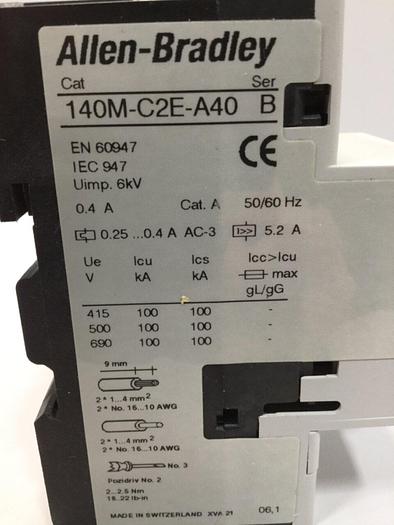 Allen-Bradley
Cat Ser
140M-C2E-A40 B
EN 60947
IEC 947
Uimp. 6kV
CE
0.4 A Cat. A 50/60 Hz
0.25 ...0.4 A AC-3 I>> 5.2 A
Ue Icu Ics Icc>Icu
V kA kA max
gL/gG
415 100 100 -
500 100 100 -
690 100 100 -
9 mm
2 * 1...4 mm²
2 * No. 16...10 AWG
2 * 1...4 mm²
2 * No. 16...10 AWG
No. 3
Pozidriv No. 2
2...2.5 Nm
18...22 lb-in
MADE IN SWITZERLAND XVA 21 06,1